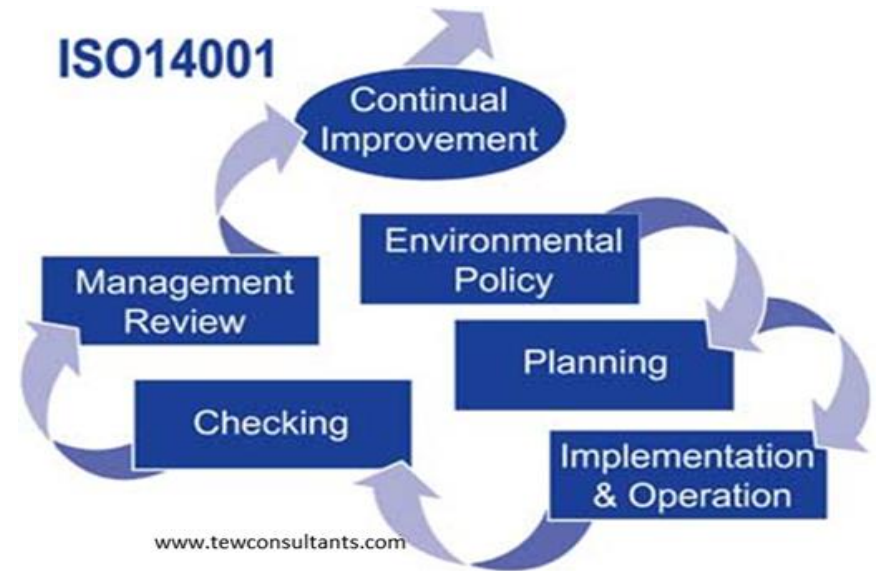 ISO14001
Continual
Improvement
Environmental
Policy
Planning
Implementation
& Operation
Checking
Management
Review
www.tewconsultants.com